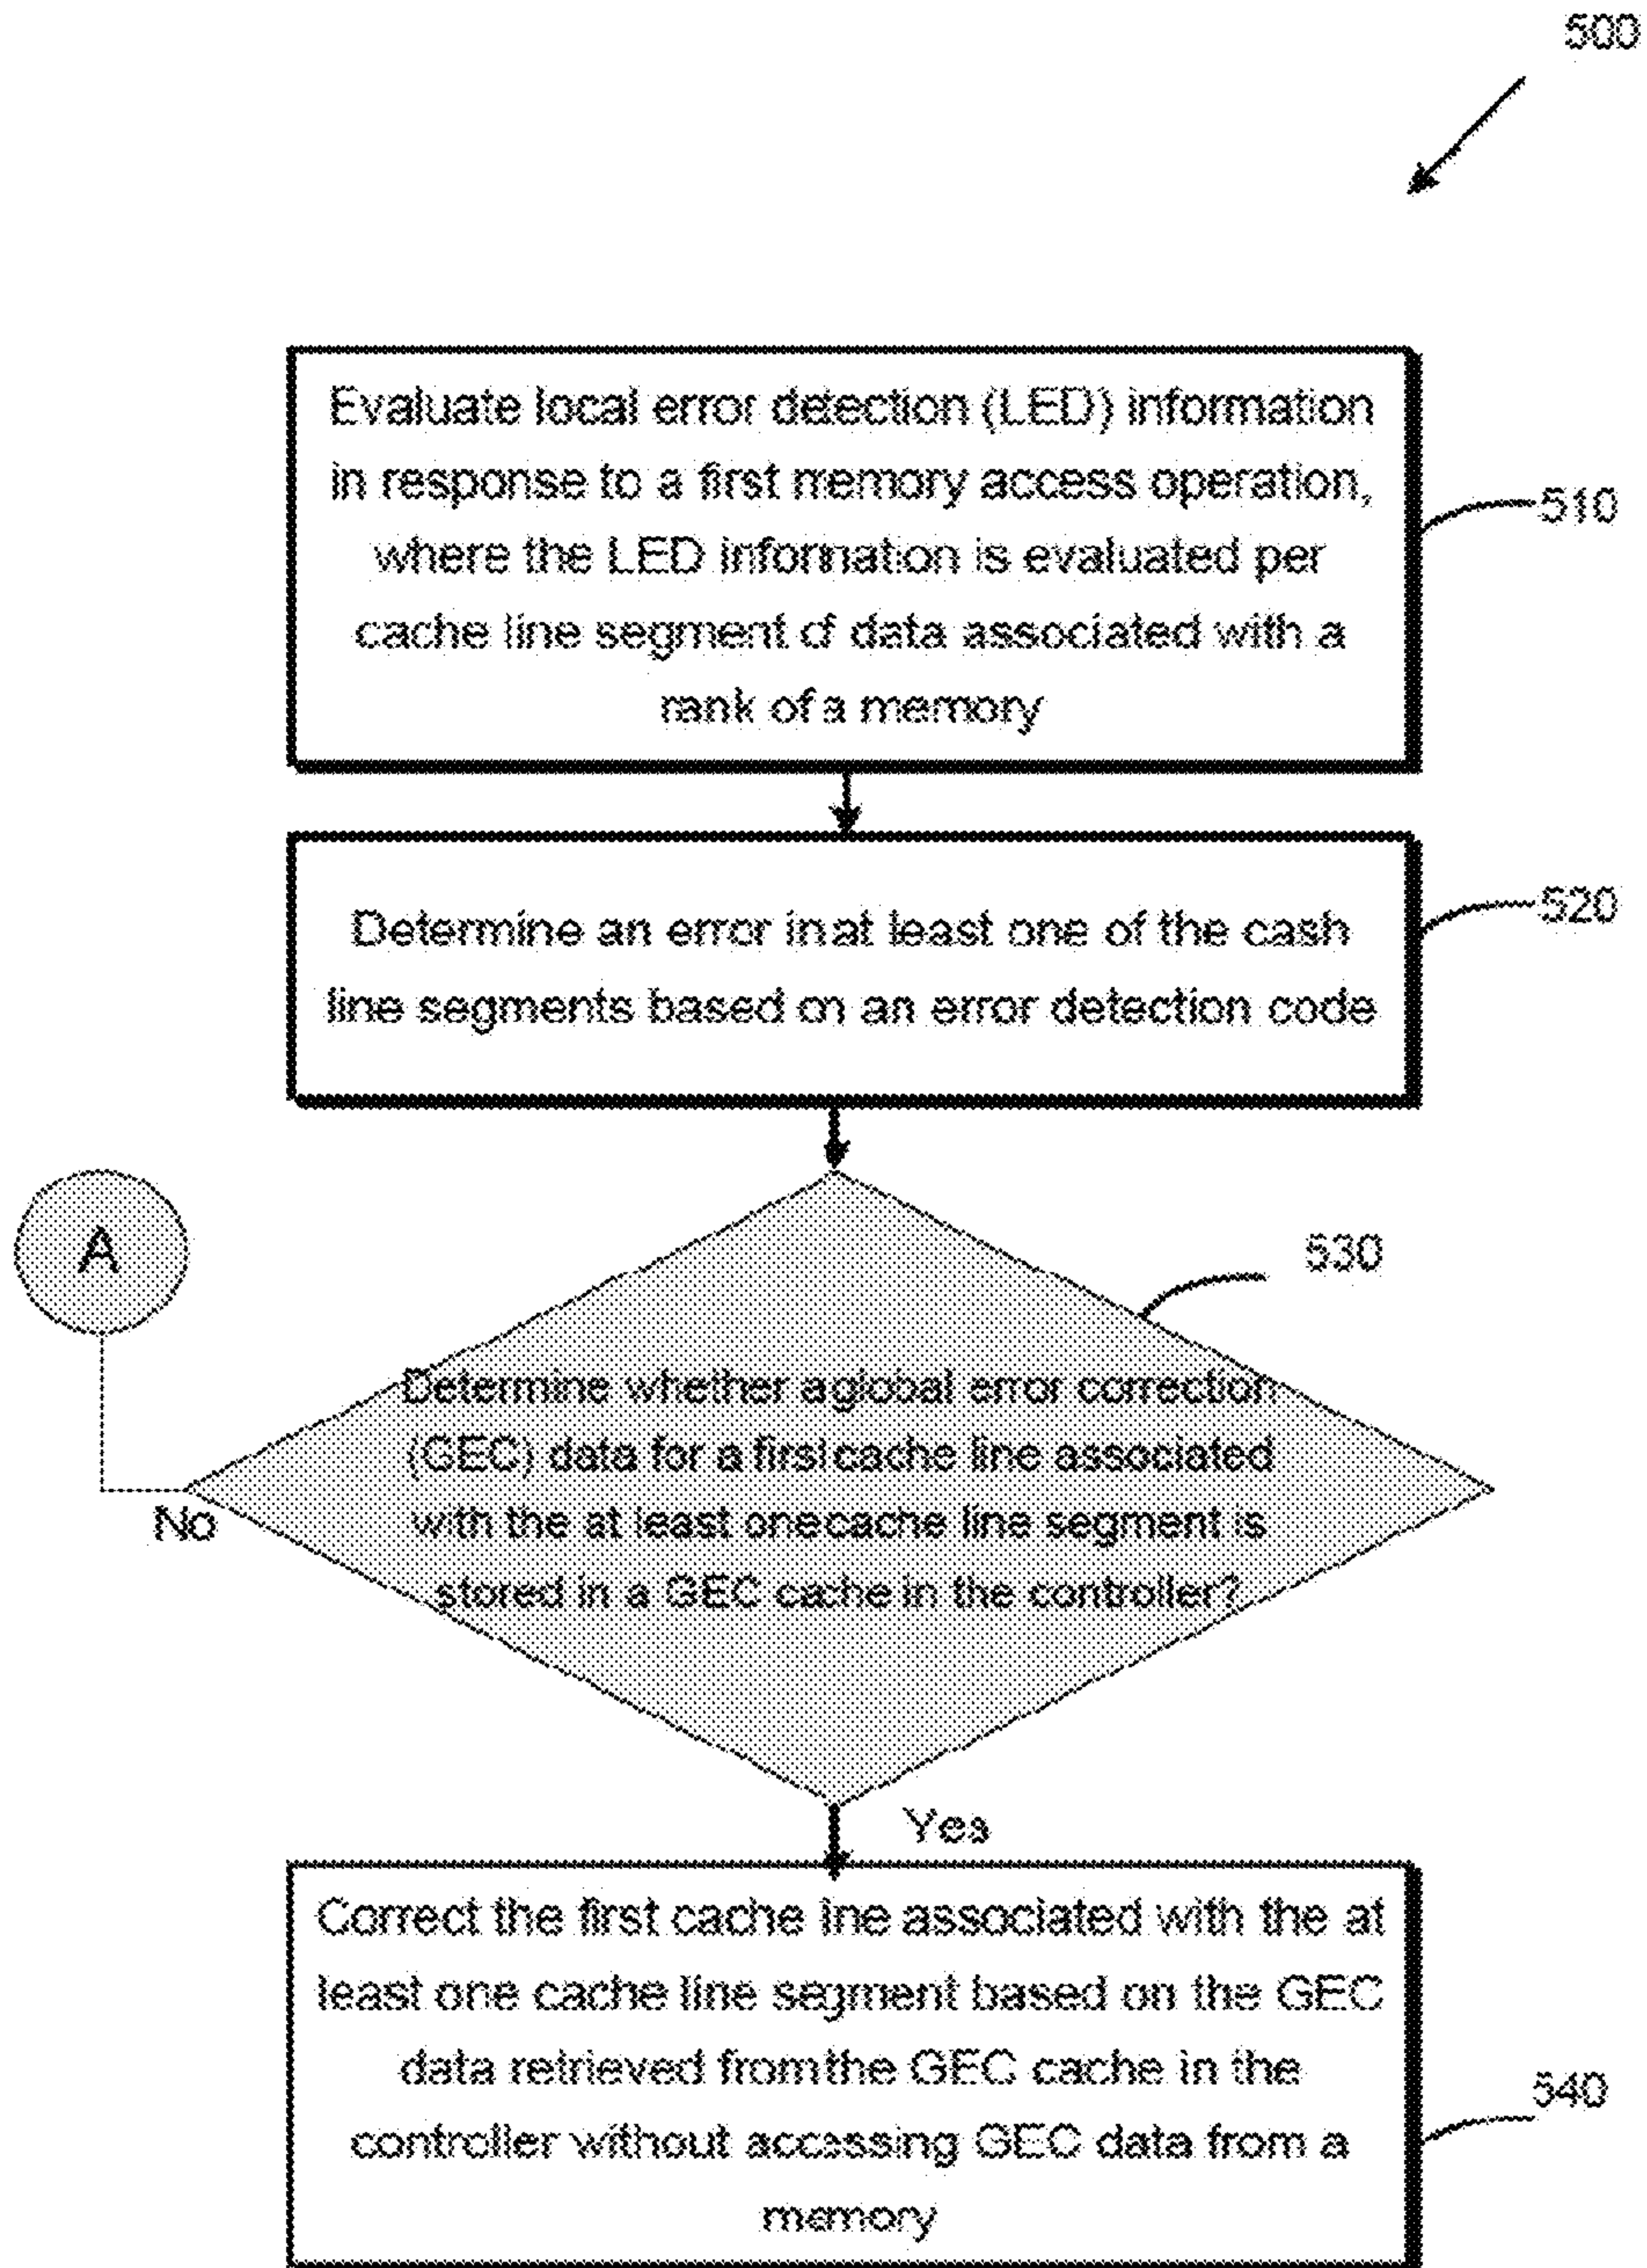 500
Evaluate local error detection (LED) information
in response to a first memory access operation,
where the LED information is evaluated per
cache line segment of data associated with a
rank of a memory
510
Determine an error in at least one of the cash
line segments based on an error detection code
520
A
530
Determine whether a global error correction
(GEC) data for a first cache line associated
with the at least one cache line segment is
stored in a GEC cache in the controller?
No
Yes
Correct the first cache line associated with the at
least one cache line segment based on the GEC
data retrieved from the GEC cache in the
controller without accessing GEC data from a
memory
540